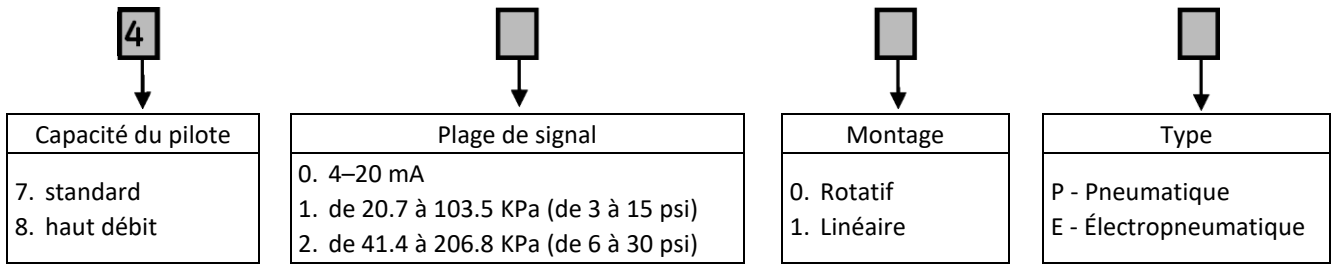 4
Capacité du pilote
7. standard
8. haut débit
Plage de signal
0. 4–20 mA
1. de 20.7 à 103.5 KPa (de 3 à 15 psi)
2. de 41.4 à 206.8 KPa (de 6 à 30 psi)
Montage
0. Rotatif
1. Linéaire
Type
P - Pneumatique
E - Électropneumatique